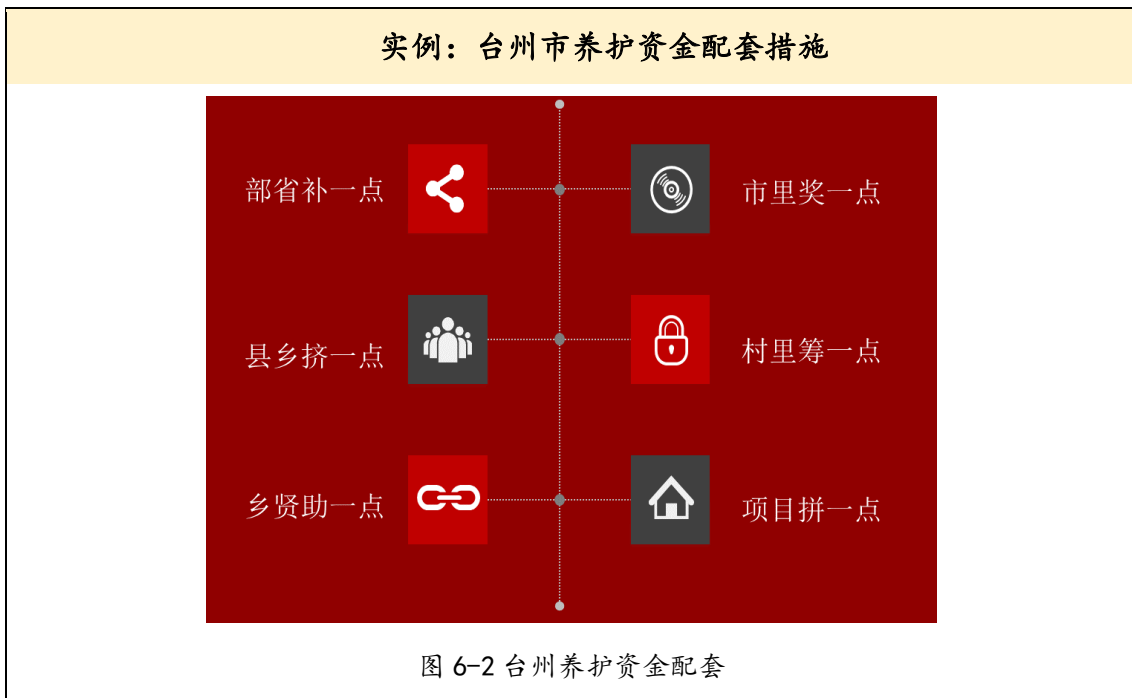 实例：台州市养护资金配套措施
部省补一点
市里奖一点
县乡挤一点
村里筹一点
乡贤助一点
项目拼一点
图 6-2 台州养护资金配套